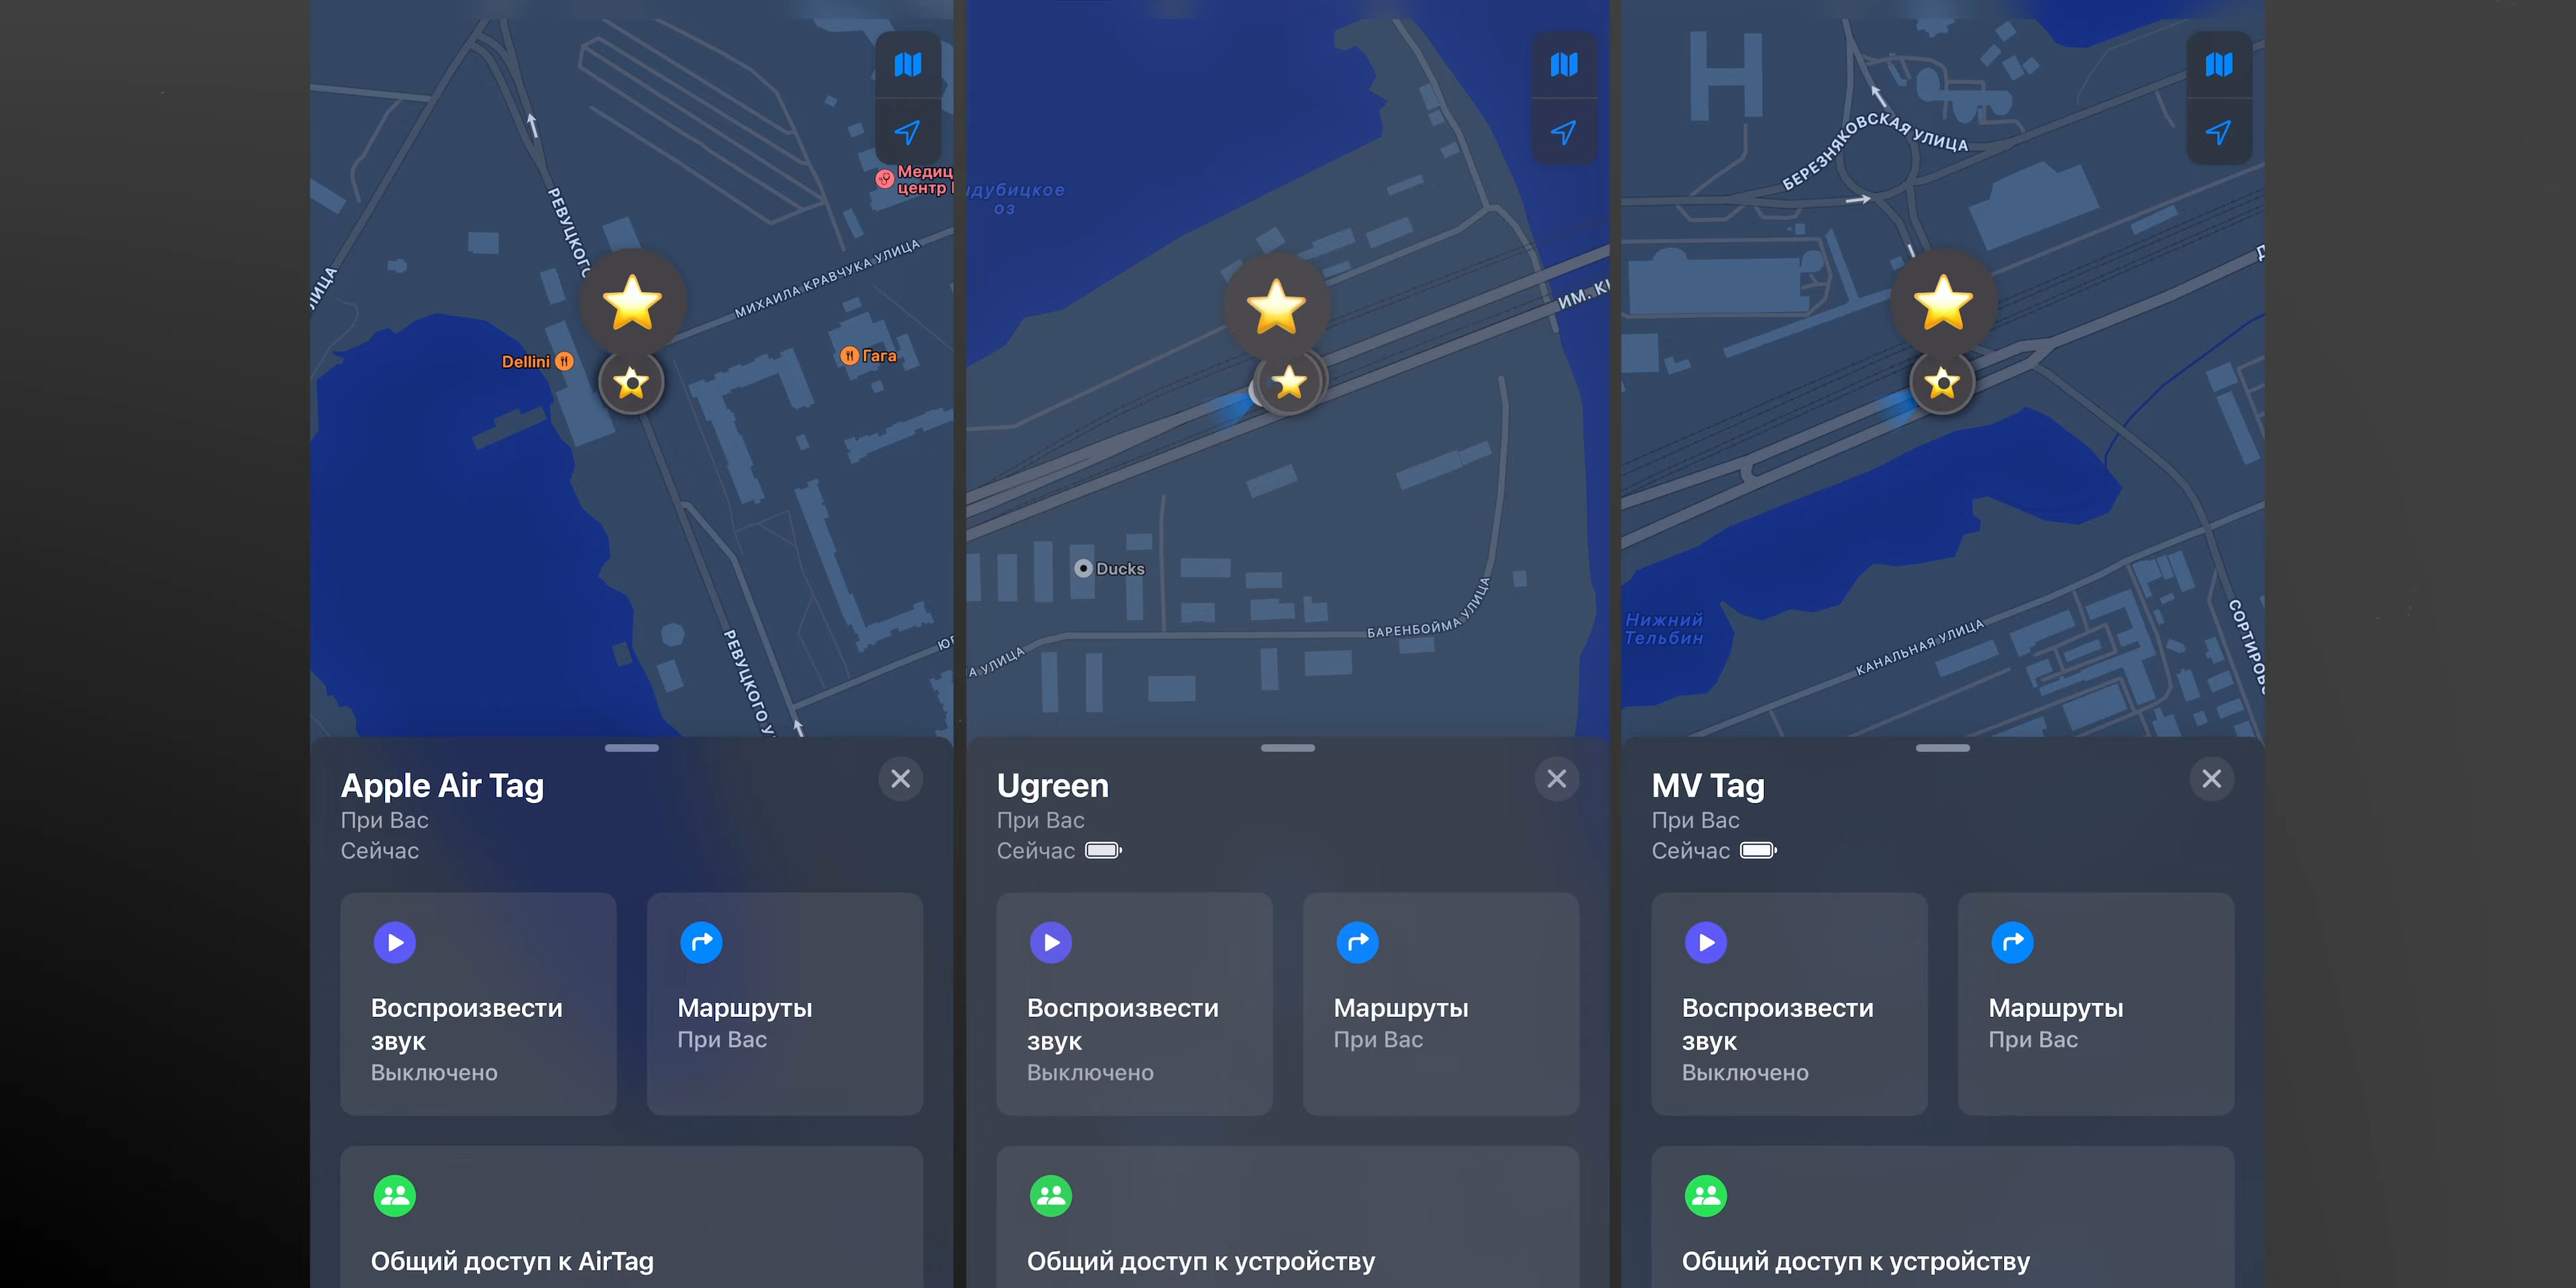 РЕВУЦКОГО
Медиц
центр
МИХАИЛА КРАВЧУКА УЛИЦА
Dellini
Гага
РЕВУЦКОГО У
Apple Air Tag
При Вас
Сейчас
Воспроизвести
звук
Выключено
Маршруты
При Вас
Общий доступ к AirTag
дубицкое
оз
ИМ. К
Ducks
БАРЕНБОЙМА УЛИЦА
А УЛИЦА
Ugreen
При Вас
Сейчас
Воспроизвести
звук
Выключено
Маршруты
При Вас
Общий доступ к устройству
БЕРЕЗНЯКОВСКАЯ УЛИЦА
Нижний
Тельбин
КАНАЛЬНАЯ УЛИЦА
СОРТИРОВО
MV Tag
При Вас
Сейчас
Воспроизвести
звук
Выключено
Маршруты
При Вас
Общий доступ к устройству